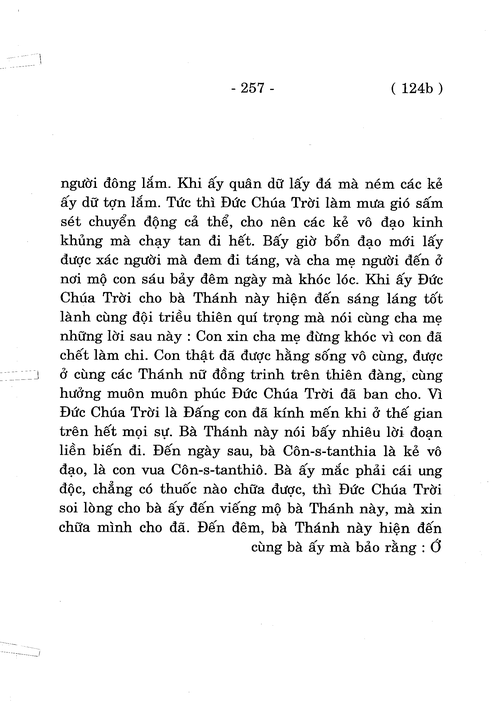 - 257 - ( 124b )
người đông lắm. Khi ấy quân dữ lấy đá mà ném các kẻ
ấy dữ tợn lắm. Tức thì Đức Chúa Trời làm mưa gió sấm
sét chuyển động cả thể, cho nên các kẻ vô đạo kinh
khủng mà chạy tan đi hết. Bấy giờ bổn đạo mới lấy
được xác người mà đem đi táng, và cha mẹ người đến ở
nơi mộ con sáu bảy đêm ngày mà khóc lóc. Khi ấy Đức
Chúa Trời cho bà Thánh này hiện đến sáng láng tốt
lành cùng đội triều thiên quí trọng mà nói cùng cha mẹ
những lời sau này : Con xin cha mẹ đừng khóc vì con đã
chết làm chi. Con thật đã được hằng sống vô cùng, được
ở cùng các Thánh nữ đồng trinh trên thiên đàng, cùng
hưởng muôn muôn phúc Đức Chúa Trời đã ban cho. Vì
Đức Chúa Trời là Đấng con đã kính mến khi ở thế gian
trên hết mọi sự. Bà Thánh này nói bấy nhiêu lời đoạn
liền biến đi. Đến ngày sau, bà Côn-s-tanthia là kẻ vô
đạo, là con vua Côn-s-tanthiô. Bà ấy mắc phải cái ung
độc, chẳng có thuốc nào chữa được, thì Đức Chúa Trời
soi lòng cho bà ấy đến viếng mộ bà Thánh này, mà xin
chữa mình cho đã. Đến đêm, bà Thánh này hiện đến
cùng bà ấy mà bảo rằng : Ớ